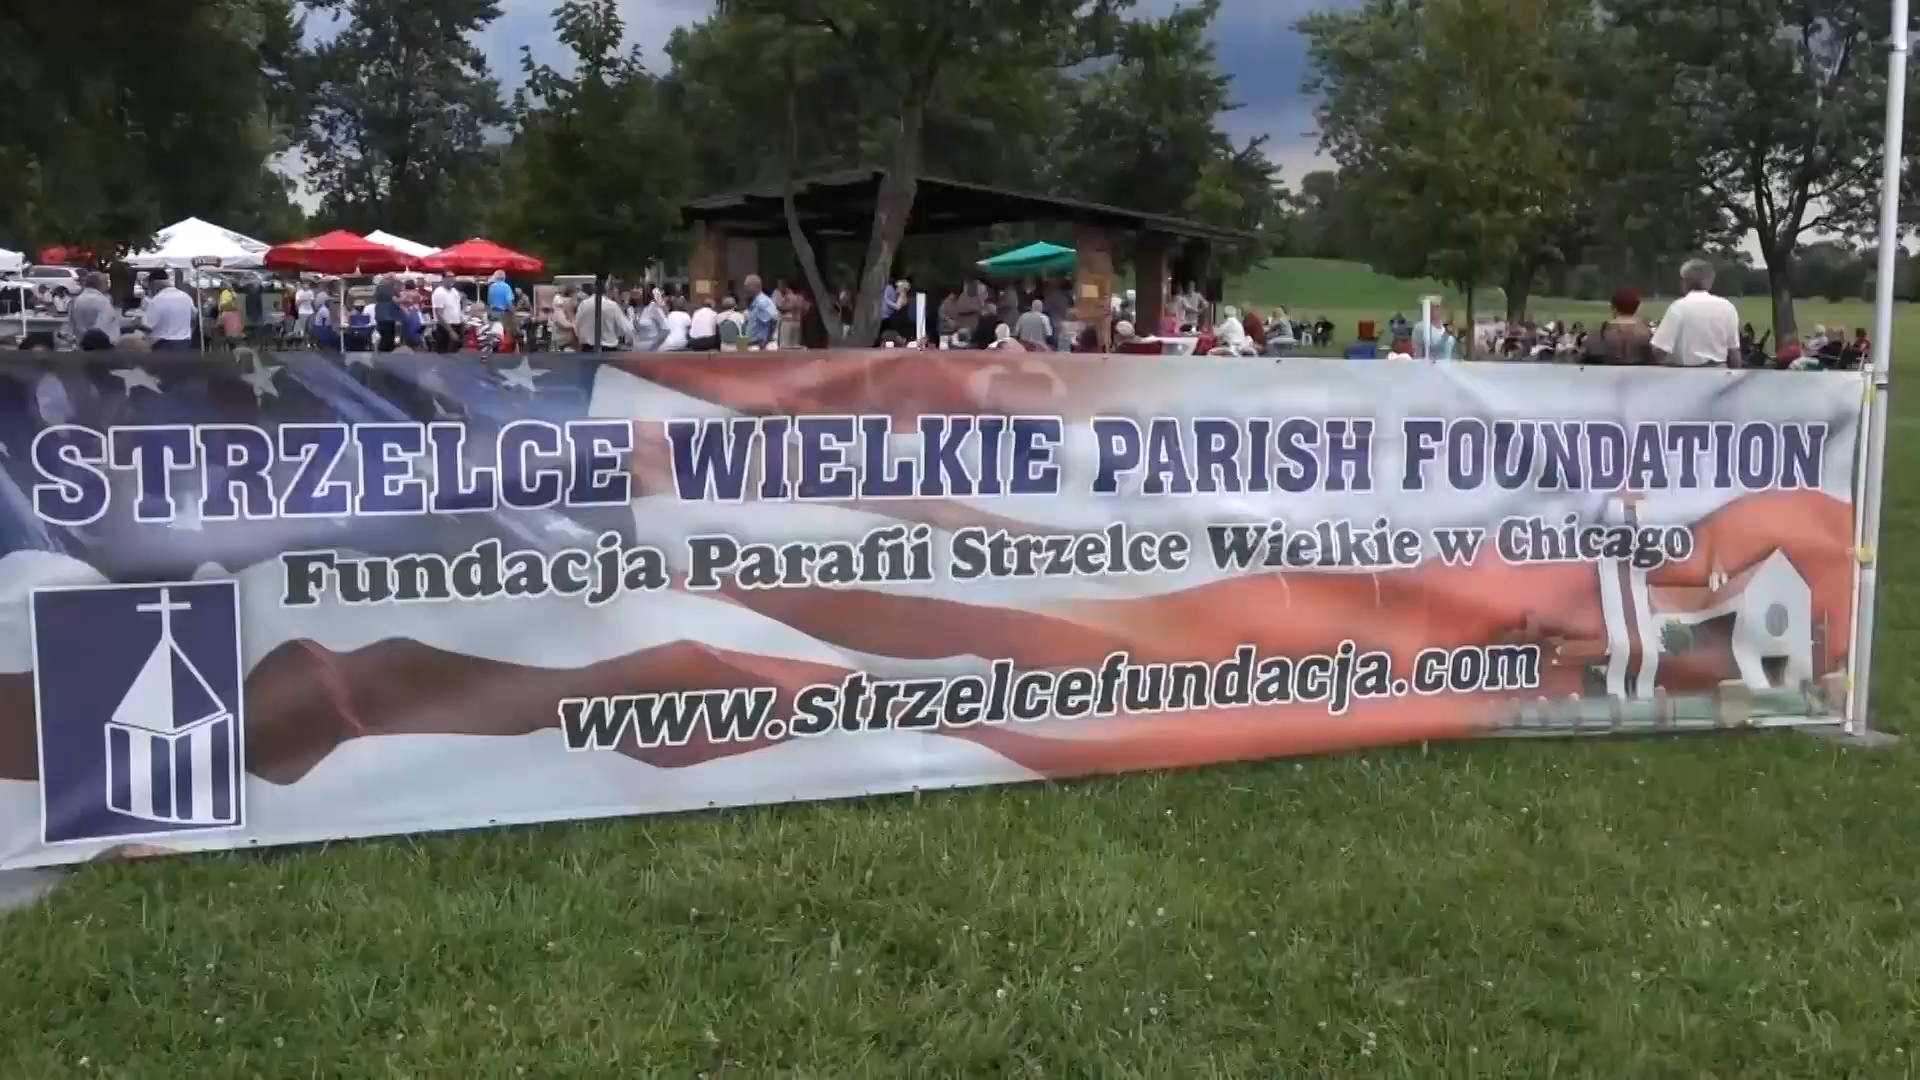 STRZELCE WIELKIE PARISH FOUNDATION
Fundacja Parafii Strzelce Wielkie w Chicago
www.strzelcefundacja.com